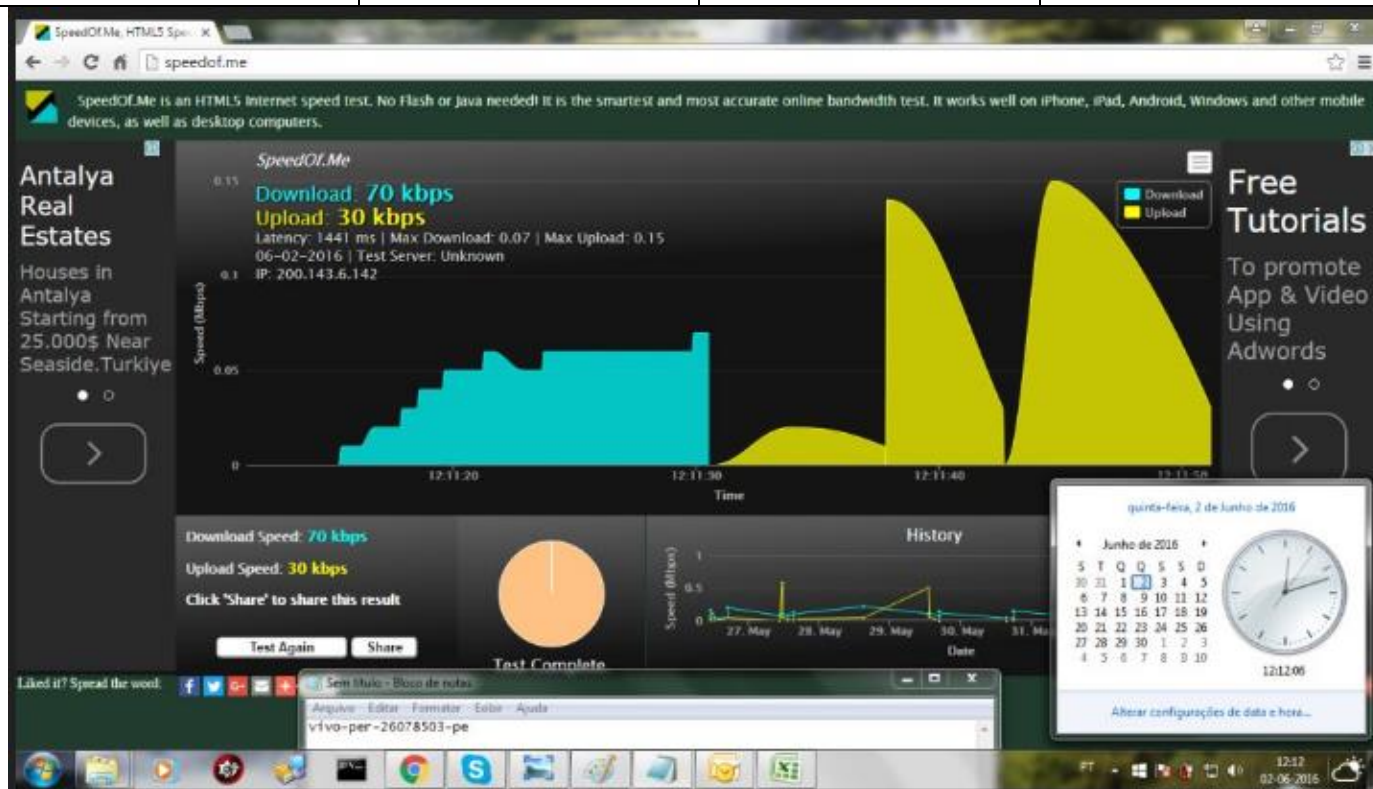 SpeedOf.Me, HTML5 Spe
speedof.me
SpeedOf.Me is an HTML5 Internet speed test. No Flash or Java needed! It is the smartest and most accurate online bandwidth test. It works well on iPhone, iPad, Android, Windows and other mobile
devices, as well as desktop computers.
Antalya
Real
Estates
Houses in
Antalya
Starting from
25.000$ Near
Seaside.Turkiye
SpeedOf.Me
Download: 70 kbps
Upload: 30 kbps
Latency: 1441 ms | Max Download: 0.07 | Max Upload: 0.15
06-02-2016 | Test Server: Unknown
IP: 200.143.6.142
Download
Upload
0.15
0.1
0.05
0
Speed (Mbps)
12:11:20 12:11:30 12:11:40 12:11:50
Time
Free
Tutorials
To promote
App & Video
Using
Adwords
Download Speed: 70 kbps
Upload Speed: 30 kbps
Click 'Share' to share this result
Test Again Share
Test Complete
History
Speed (Mbps)
1
0.5
0
27. May 28. May 29. May 30. May 31. Ma
Date
quinta-feira, 2 de Junho de 2016
Junho de 2016
S T Q Q S S D
30 31 1 2 3 4 5
6 7 8 9 10 11 12
13 14 15 16 17 18 19
20 21 22 23 24 25 26
27 28 29 30 1 2 3
4 5 6 7 8 9 10
12:12:06
Alterar configurações de data e hora...
Liked it? Spread the word:
Sem título - Bloco de notas
Arquivo Editar Formatar Exibir Ajuda
vivo-per-26078503-pe
PT
12:12
02-06-2016